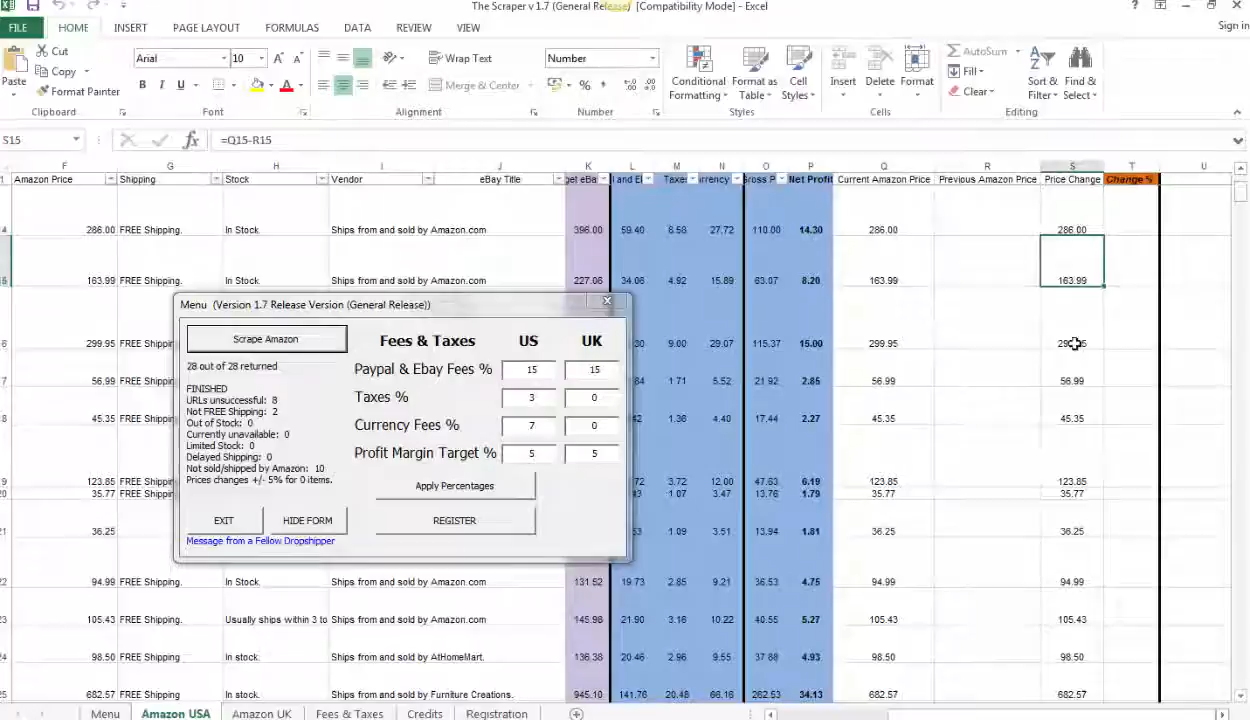 The Scraper v 1.7 (General Release) [Compatibility Mode] - Excel
?
Sign in
FILE HOME INSERT PAGE LAYOUT FORMULAS DATA REVIEW VIEW
Cut
Copy
Format Painter
Paste
Clipboard
Arial 10
B I U A
Font
Wrap Text
Merge & Center
Alignment
Number
$ % ,
Number
Conditional Formatting
Format as Table
Cell Styles
Styles
Insert Delete Format
Cells
AutoSum
Fill
Clear
Sort & Filter
Find & Select
Editing
S15 fx =Q15-R15
F G H I J K L M N O P Q R S T U
Amazon Price Shipping Stock Vendor eBay Title Taxes Net Profit Current Amazon Price Previous Amazon Price Price Change Change %
286.00 FREE Shipping. In Stock. Ships from and sold by Amazon.com 396.00 59.40 8.58 27.72 110.00 14.30 286.00 286.00
163.99 FREE Shipping. In Stock. Ships from and sold by Amazon.com 227.06 34.06 4.92 15.89 63.07 8.20 163.99 163.99
299.95 FREE 9.00 29.07 115.37 15.00 299.95
56.99 FREE 1.71 5.52 21.92 2.85 56.99 56.99
45.35 FREE 1.36 4.40 17.44 2.27 45.35 45.35
123.85 FREE 3.72 12.00 47.63 6.19 123.85 123.85
35.77 FREE 1.07 3.47 13.76 1.79 35.77 35.77
36.25 1.09 3.51 13.94 1.81 36.25 36.25
94.99 FREE Shipping. In Stock. Ships from and sold by Amazon.com 131.52 19.73 2.85 9.21 36.53 4.75 94.99 94.99
105.43 FREE Shipping. Usually ships within 3 to Ships from and sold by Amazon.com 145.98 21.90 3.16 10.22 40.55 5.27 105.43 105.43
98.50 FREE Shipping. In stock. Ships from and sold by AtHomeMart. 136.38 20.46 2.96 9.55 37.88 4.93 98.50 98.50
682.57 FREE Shipping. In stock. Ships from and sold by Furniture Creations. 945.10 141.76 20.48 66.16 262.53 34.13 682.57 682.57
Menu (Version 1.7 Release Version (General Release))
Scrape Amazon
28 out of 28 returned
FINISHED
URLs unsuccessful: 8
Not FREE Shipping: 2
Out of Stock: 0
Currently unavailable: 0
Limited Stock: 0
Delayed Shipping: 0
Not sold/shipped by Amazon: 10
Prices changes +/- 5% for 0 items.
EXIT HIDE FORM
Message from a Fellow Dropshipper
Fees & Taxes US UK
Paypal & Ebay Fees % 15 15
Taxes % 3 0
Currency Fees % 7 0
Profit Margin Target % 5 5
Apply Percentages
REGISTER
Menu Amazon USA Amazon UK Fees & Taxes Credits Registration